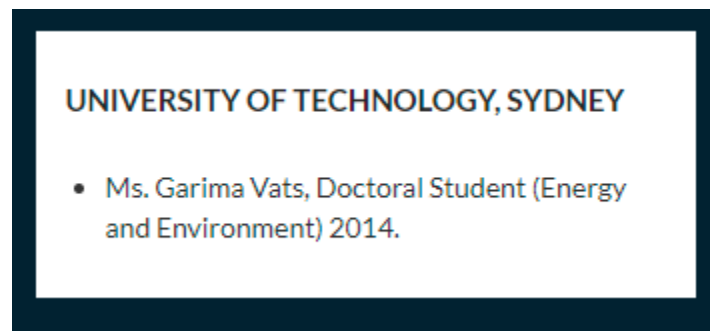 UNIVERSITY OF TECHNOLOGY, SYDNEY
• Ms. Garima Vats, Doctoral Student (Energy
and Environment) 2014.